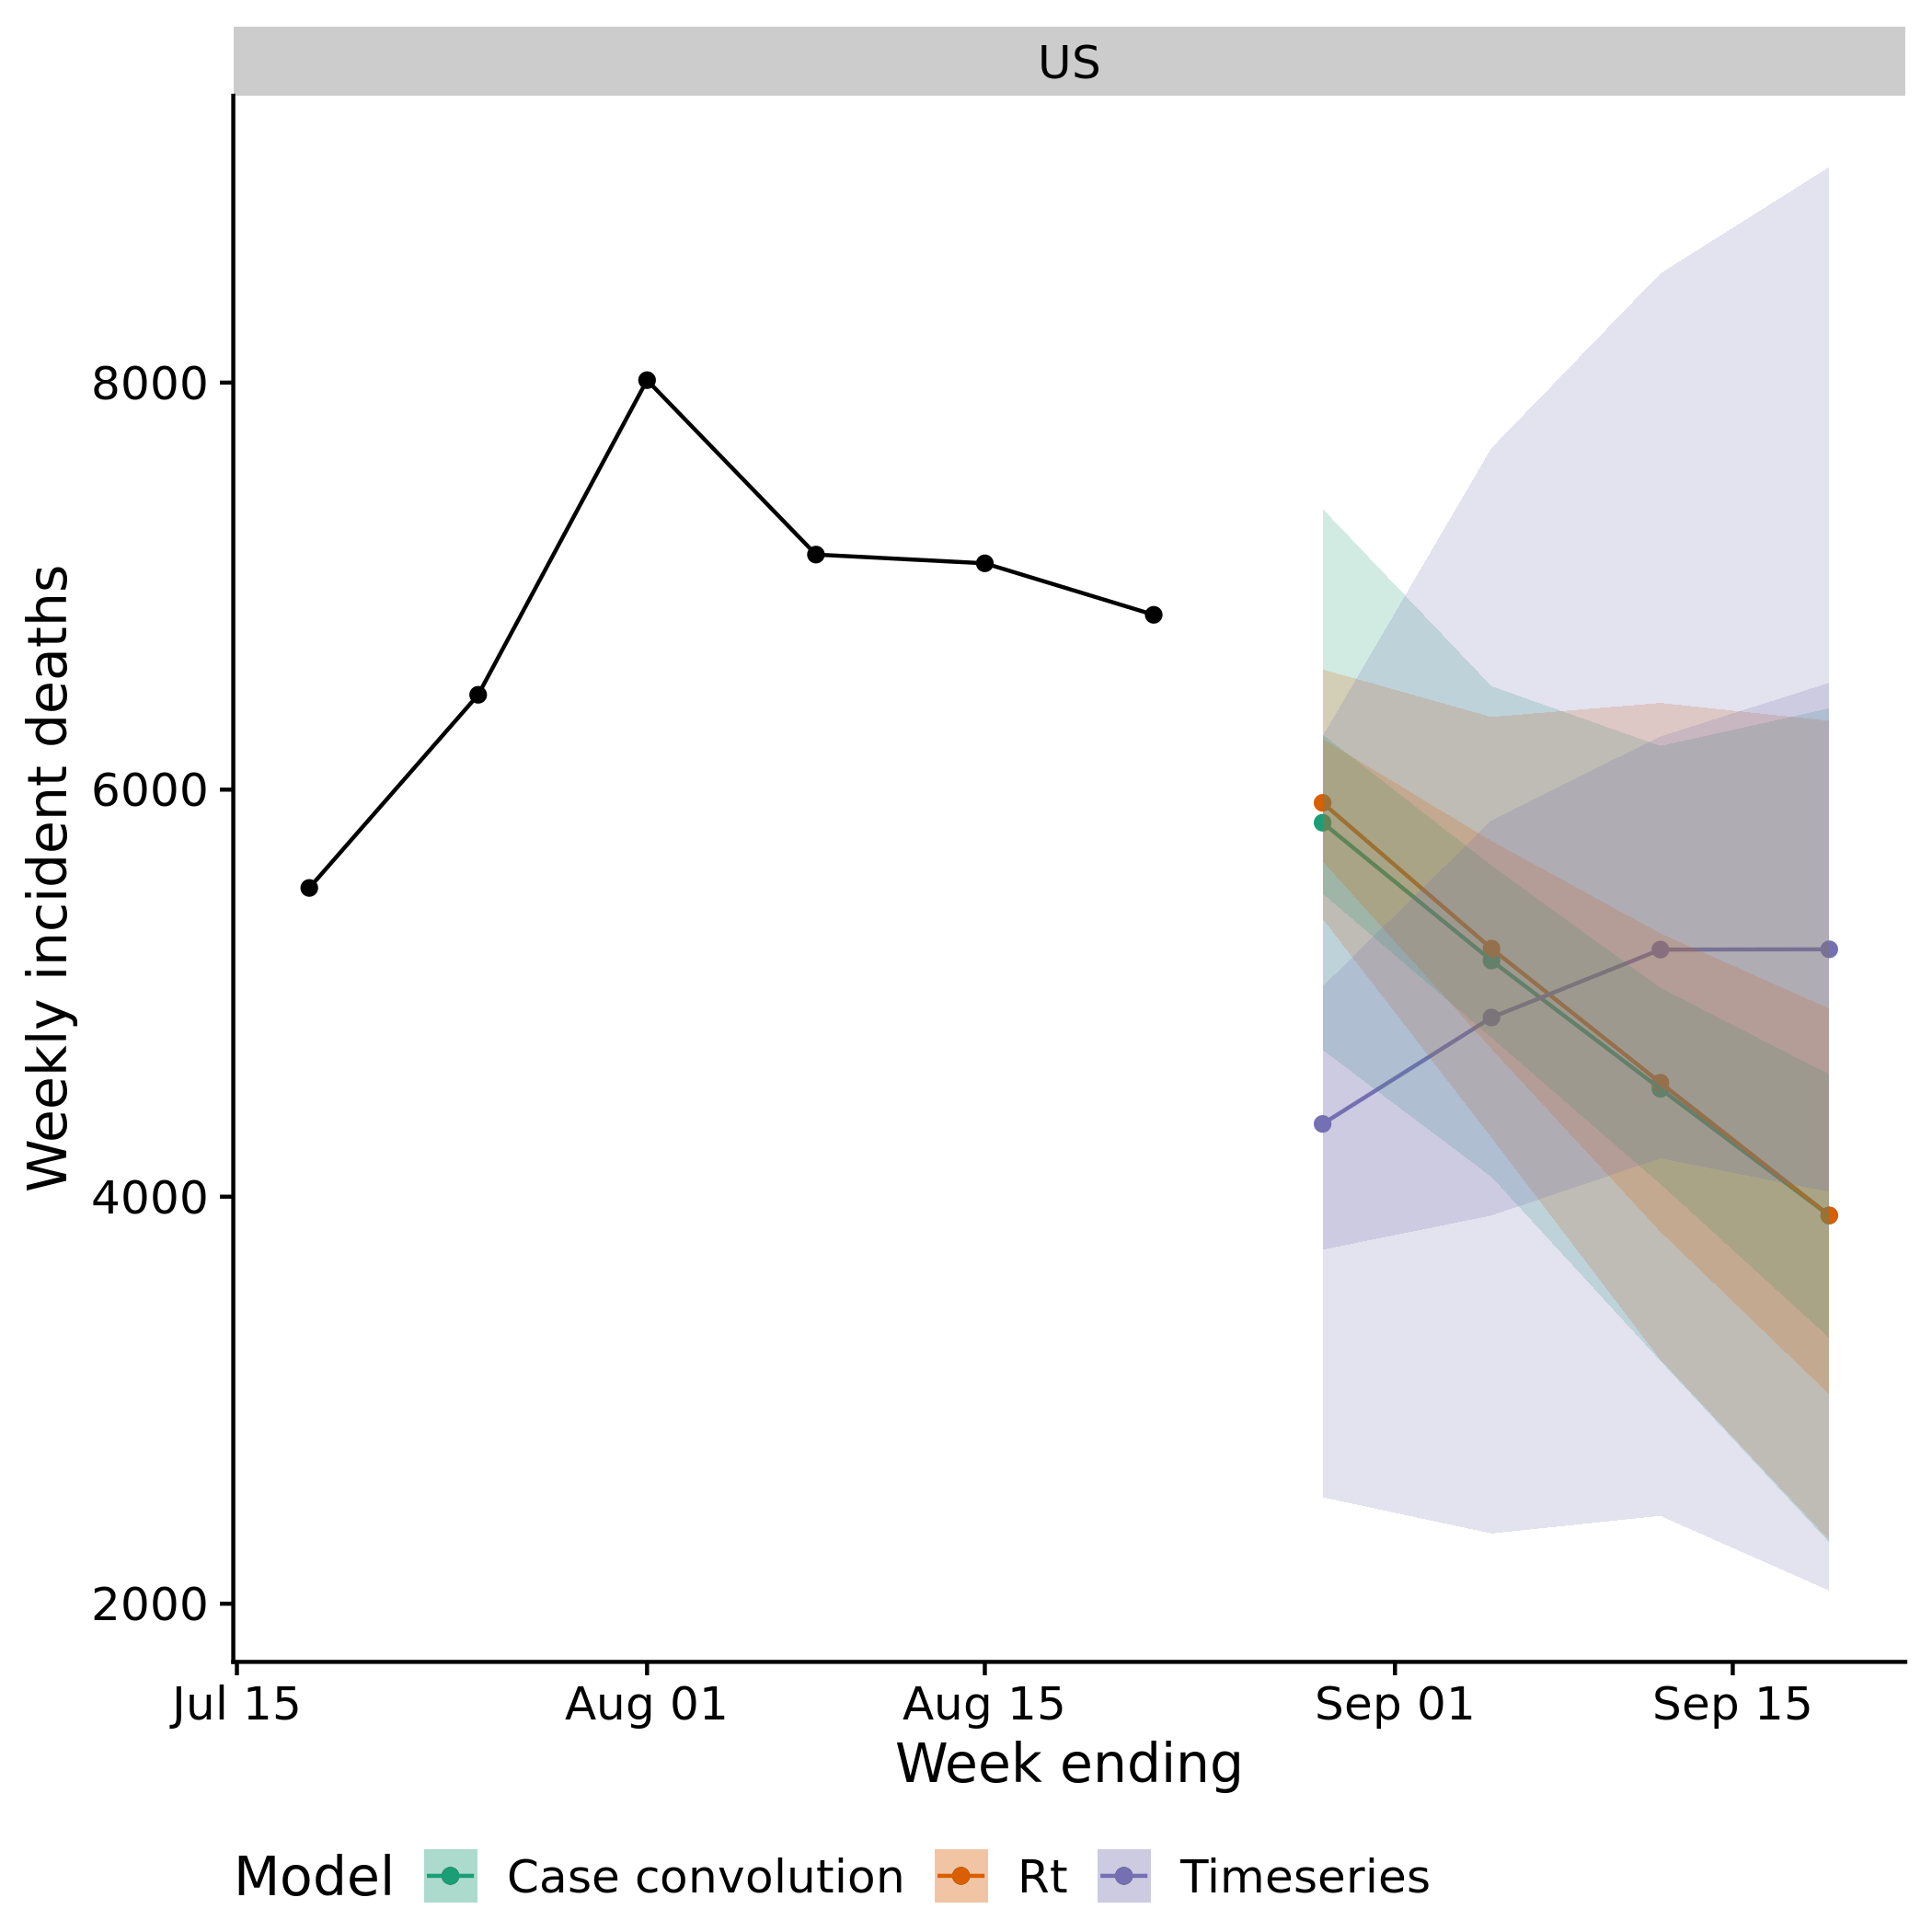 US
Weekly incident deaths
8000
6000
4000
2000
Jul 15 Aug 01 Aug 15 Sep 01 Sep 15
Week ending
Model Case convolution Rt Timeseries